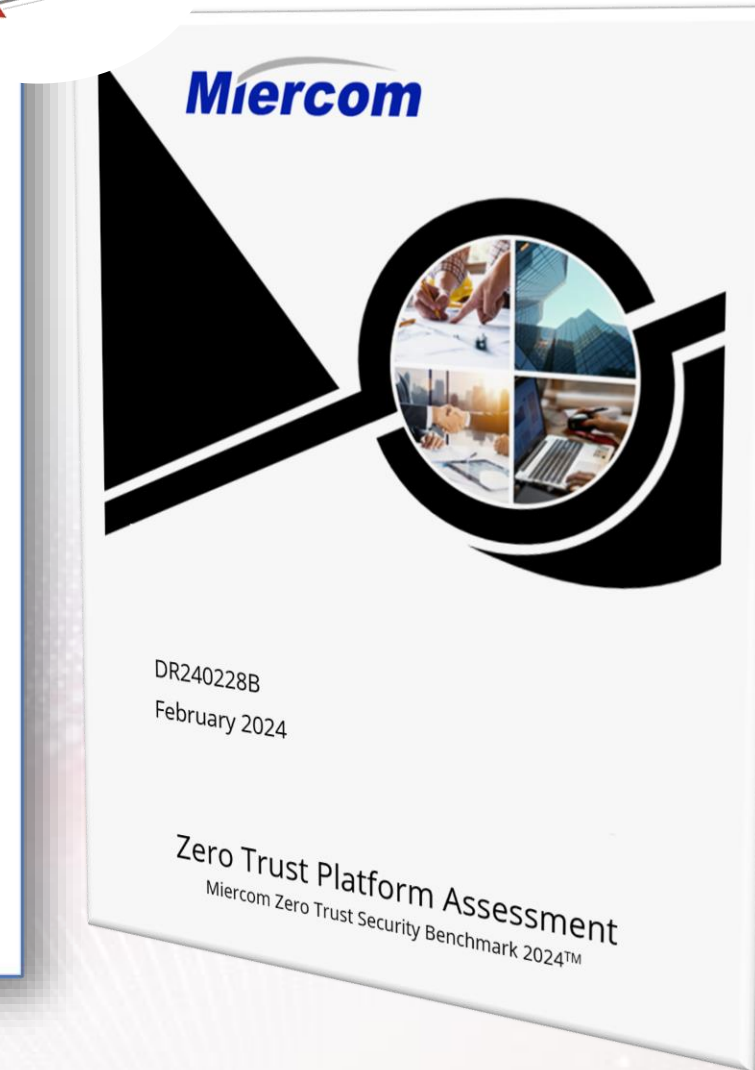 Miercom
DR240228B
February 2024
Zero Trust Platform Assessment
Miercom Zero Trust Security Benchmark 2024™